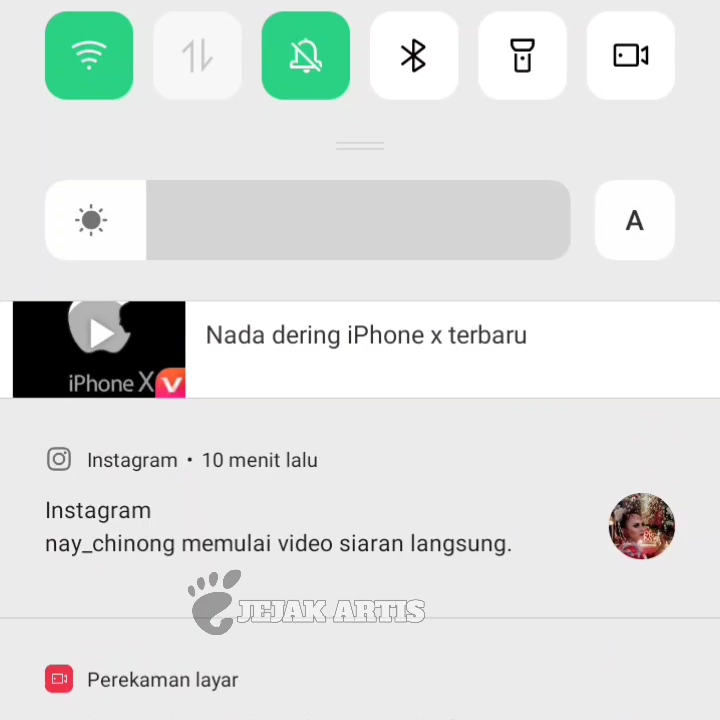 A
Nada dering iPhone x terbaru
iPhone X
V
Instagram • 10 menit lalu
Instagram
nay_chinong memulai video siaran langsung.
JEJAK ARTIS
Perekaman layar